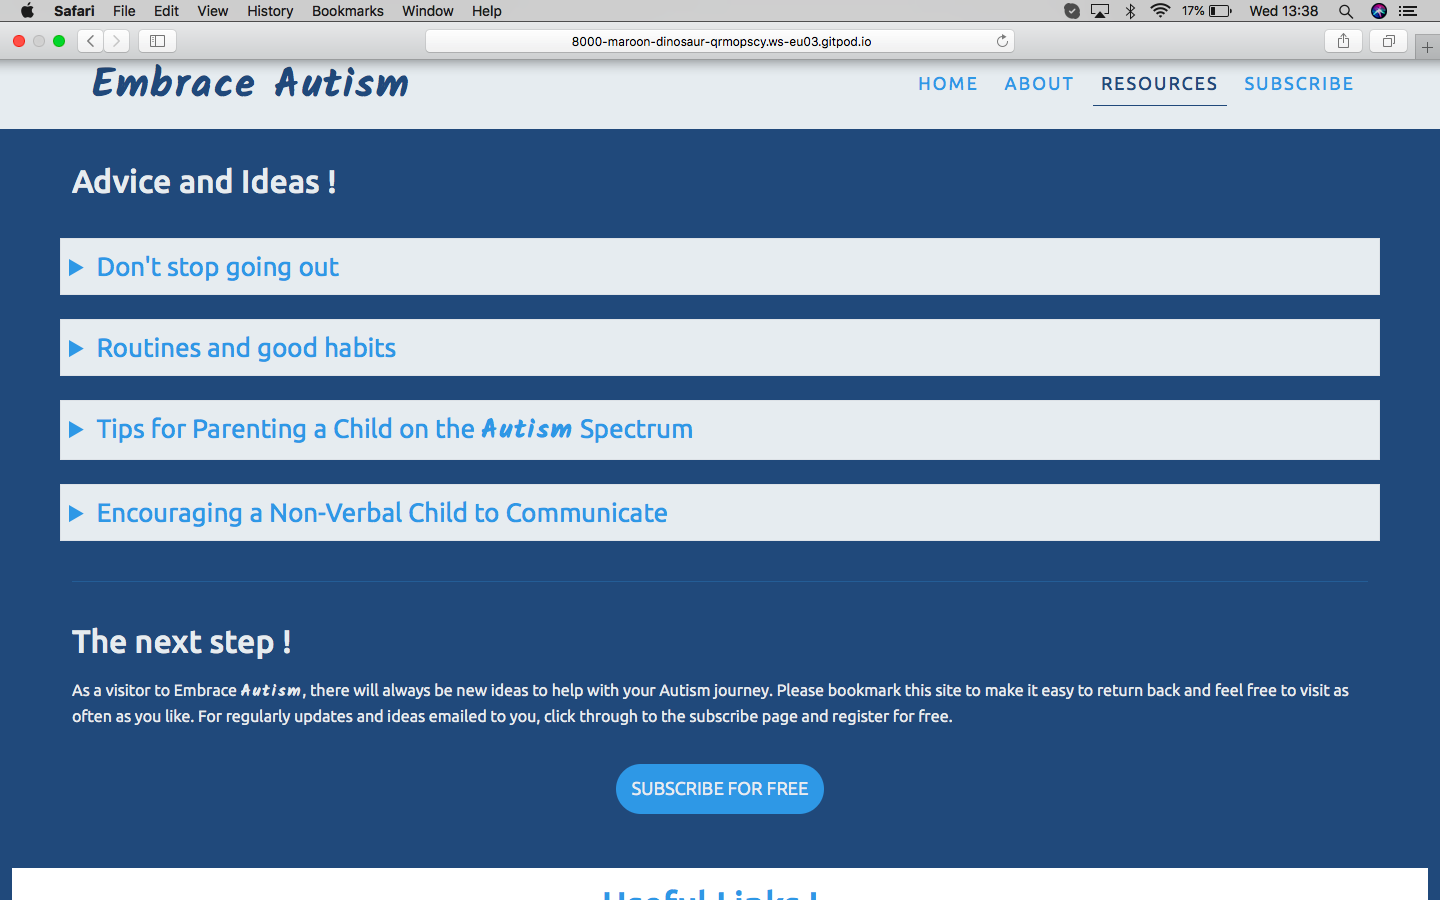 Safari File Edit View History Bookmarks Window Help 17% Wed 13:38
8000-maroon-dinosaur-qrmopscy.ws-eu03.gitpod.io
Embrace Autism HOME ABOUT RESOURCES SUBSCRIBE
Advice and Ideas !
Don't stop going out
Routines and good habits
Tips for Parenting a Child on the Autism Spectrum
Encouraging a Non-Verbal Child to Communicate
The next step !
As a visitor to Embrace Autism, there will always be new ideas to help with your Autism journey. Please bookmark this site to make it easy to return back and feel free to visit as
often as you like. For regularly updates and ideas emailed to you, click through to the subscribe page and register for free.
SUBSCRIBE FOR FREE
Useful Links !